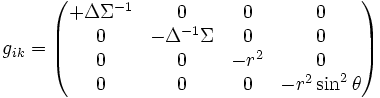 g_{ik} = \begin{pmatrix} +\Delta\Sigma^{-1} & 0 & 0 & 0 \\ 0 & -\Delta^{-1}\Sigma & 0 & 0 \\ 0 & 0 & -r^2 & 0 \\ 0 & 0 & 0 & -r^2 \sin^2\theta \end{pmatrix}